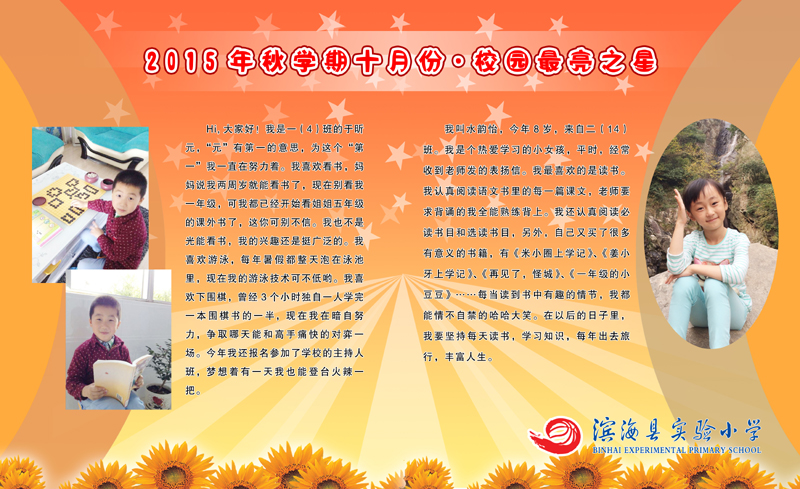 2015年秋学期十月份·校园最亮之星
Hi,大家好！我是一（4）班的于昕
元，“元”有第一的意思，为这个“第
一”我一直在努力着。我喜欢看书，妈
妈说我两周岁就能看书了，现在别看我
一年级，可我都已经开始看姐姐五年级
的课外书了，这你可别不信。我也不是
光能看书，我的兴趣还是挺广泛的。我
喜欢游泳，每年暑假都整天泡在泳池
里，现在我的游泳技术可不低哟。我喜
欢下围棋，曾经3个小时独自一人学完
一本围棋书的一半，现在我在暗自努
力，争取哪天能和高手痛快的对弈一
场。今年我还报名参加了学校的主持人
班，梦想着有一天我也能登台火辣一
把。
我叫水韵怡，今年8岁，来自二（14）
班。我是个热爱学习的小女孩，平时，经常
收到老师发的表扬信。我最喜欢的是读书。
我认真阅读语文书里的每一篇课文，老师要
求背诵的我全能熟练背上。我还认真阅读必
读书目和选读书目，另外，自己又买了很多
有意义的书籍，有《米小圈上学记》、《姜小
牙上学记》、《再见了，怪城》、《一年级的小
豆豆》……每当读到书中有趣的情节，我都
能情不自禁的哈哈大笑。在以后的日子里，
我要坚持每天读书，学习知识，每年出去旅
行，丰富人生。
滨海县实验小学
BINHAI EXPERIMENTAL PRIMARY SCHOOL